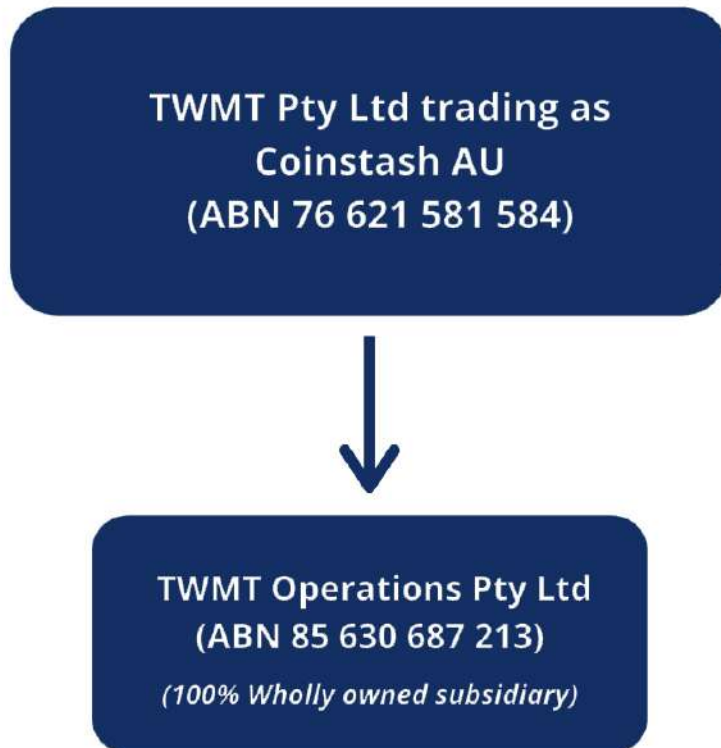 TWMT Pty Ltd trading as
Coinstash AU
(ABN 76 621 581 584)
TWMT Operations Pty Ltd
(ABN 85 630 687 213)
(100% Wholly owned subsidiary)